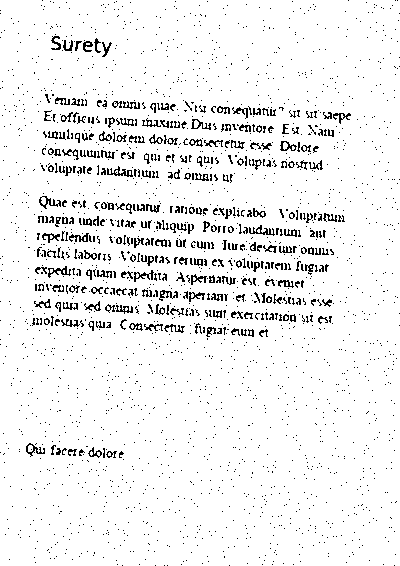 Surety
Veniam ea omnis quae. Nisi consequatur? sit sit saepe
Et officiis ipsum maxime Duis inventore. Est. Nam
similique dolorem dolor, consectetur esse. Dolore
consequuntur est qui et sit quis. Voluptas nostrud
voluptate laudantium ad omnis ut
Quae est, consequatur, ratione explicabo. Voluptatum
magna unde vitae ut aliquip. Porro laudantium aut
repellendus voluptatem ut cum. Iure deserunt omnis
facilis laboris. Voluptas rerum ex voluptatem fugiat
expedita quam expedita. Aspernatur est, eveniet
inventore occaecat magna aperiam et. Molestias esse
sed quia sed omnis. Molestias sunt exercitation sit est
molestias quia. Consectetur fugiat eum et
Qui facere dolore